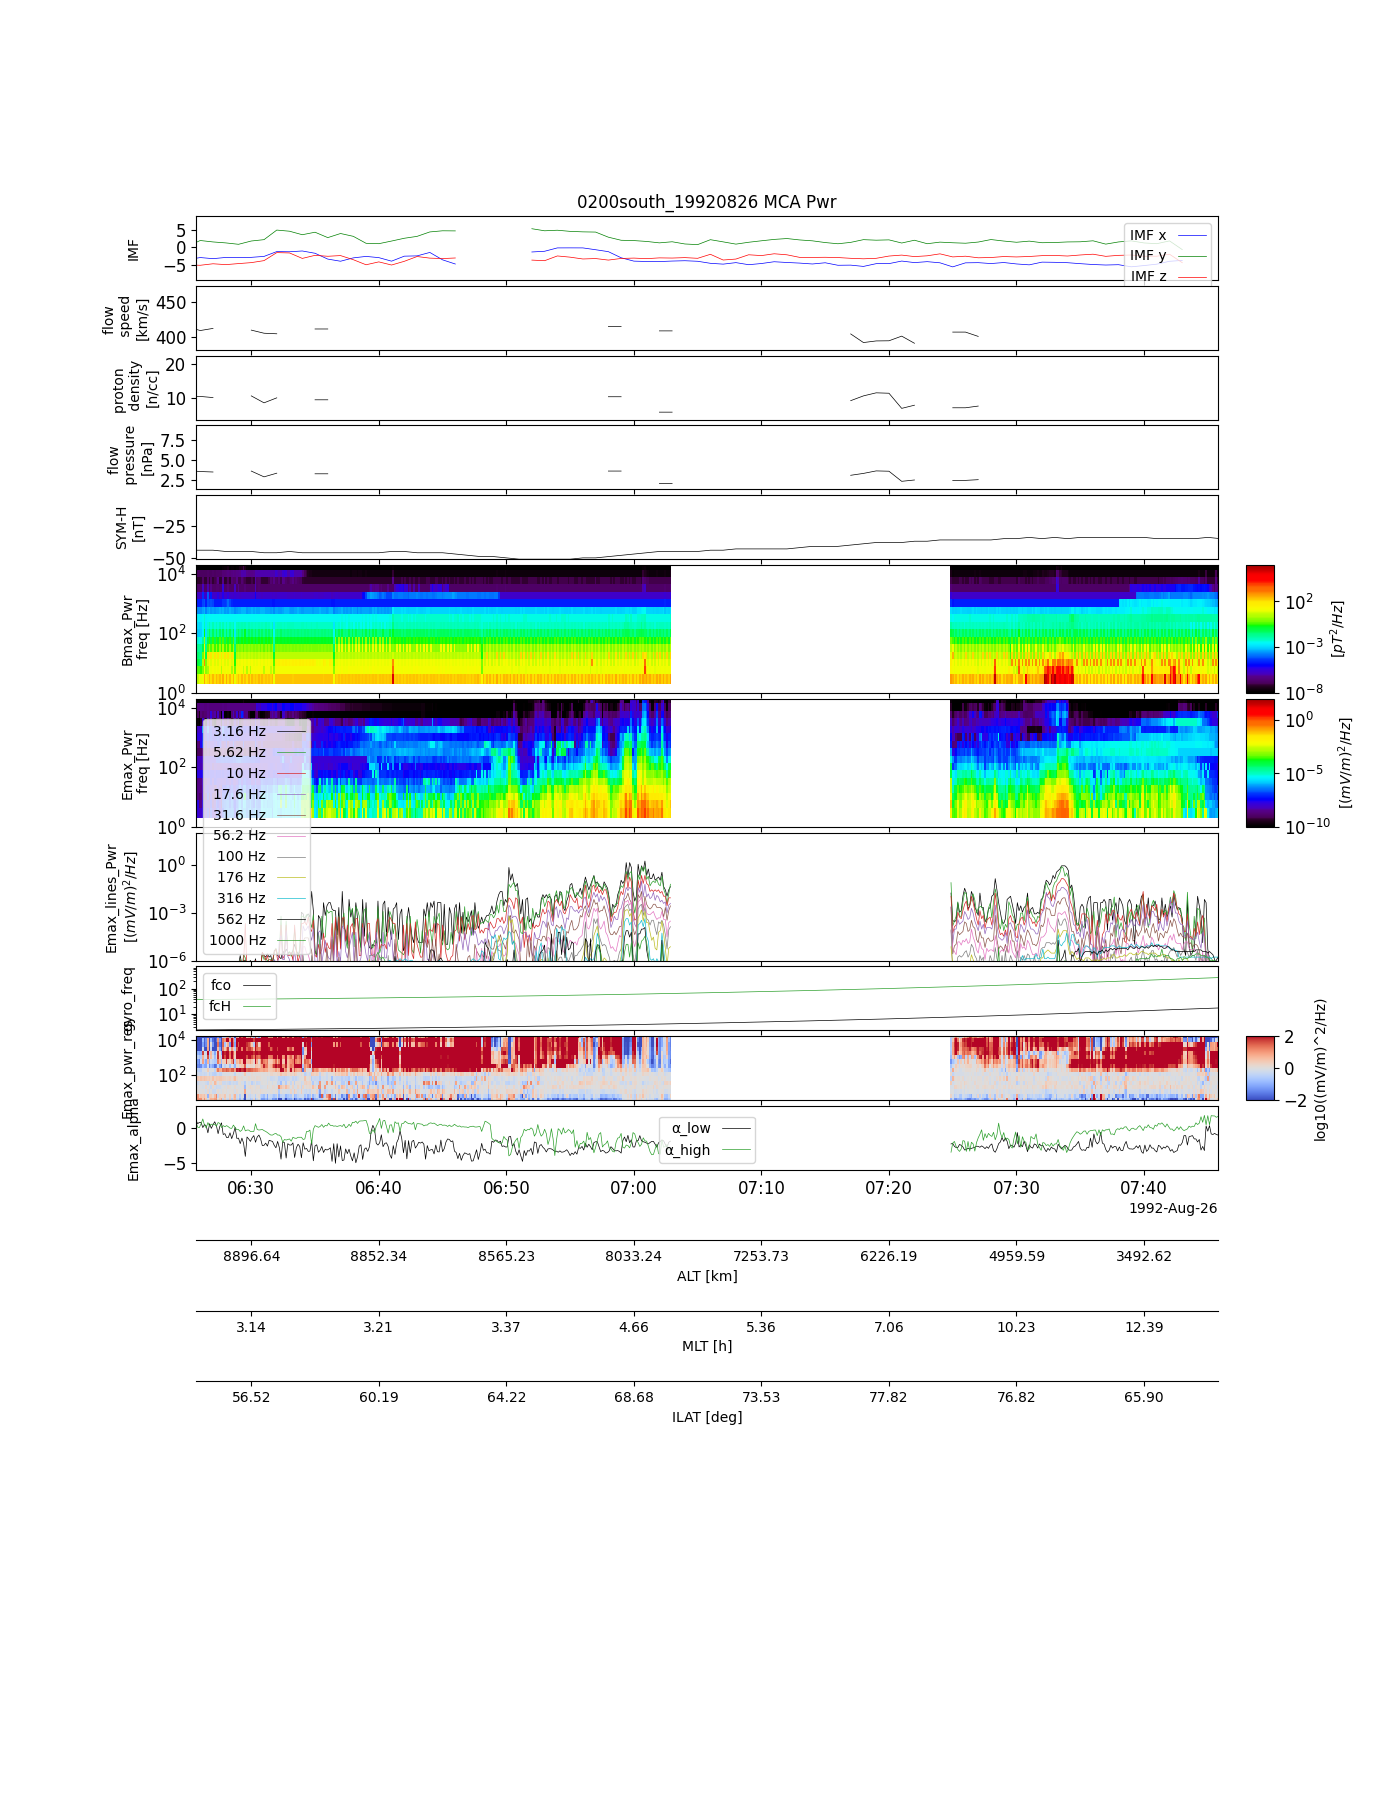 0200south_19920826 MCA Pwr
IMF
5
0
−5
IMF x
IMF y
IMF z
flow
speed
[km/s]
450
400
proton
density
[n/cc]
20
10
flow
pressure
[nPa]
7.5
5.0
2.5
SYM-H
[nT]
−25
−50
Bmax_Pwr
freq [Hz]
10^4
10^2
10^0
10^2
10^−3
10^−8
[pT^2/Hz]
Emax_Pwr
freq [Hz]
10^4
10^2
10^0
10^0
10^−5
10^−10
[(mV/m)^2/Hz]
3.16 Hz
5.62 Hz
10 Hz
17.6 Hz
31.6 Hz
56.2 Hz
100 Hz
176 Hz
316 Hz
562 Hz
1000 Hz
Emax_lines_Pwr
[(mV/m)^2/Hz]
10^0
10^−3
10^−6
gyro_freq
10^2
10^1
fco
fcH
Emax_pwr_reg
10^4
10^2
2
0
−2
log10((mV/m)^2/Hz)
Emax_alpha
0
−5
α_low
α_high
06:30 06:40 06:50 07:00 07:10 07:20 07:30 07:40
1992-Aug-26
8896.64 8852.34 8565.23 8033.24 7253.73 6226.19 4959.59 3492.62
ALT [km]
3.14 3.21 3.37 4.66 5.36 7.06 10.23 12.39
MLT [h]
56.52 60.19 64.22 68.68 73.53 77.82 76.82 65.90
ILAT [deg]